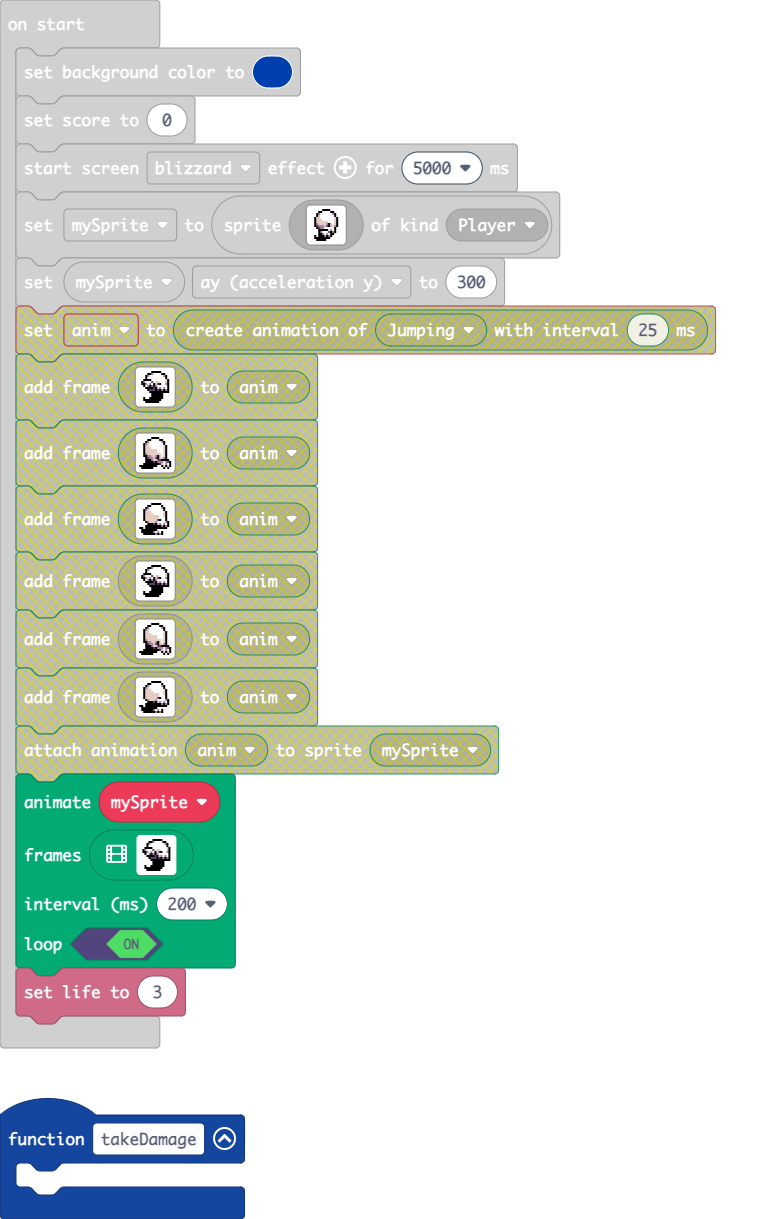 on start
set background color to
set score to 0
start screen blizzard effect for 5000 ms
set mySprite to sprite of kind Player
set mySprite ay (acceleration y) to 300
set anim to create animation of Jumping with interval 25 ms
add frame to anim
add frame to anim
add frame to anim
add frame to anim
add frame to anim
add frame to anim
attach animation anim to sprite mySprite
animate mySprite
frames
interval (ms) 200
loop ON
set life to 3
function takeDamage